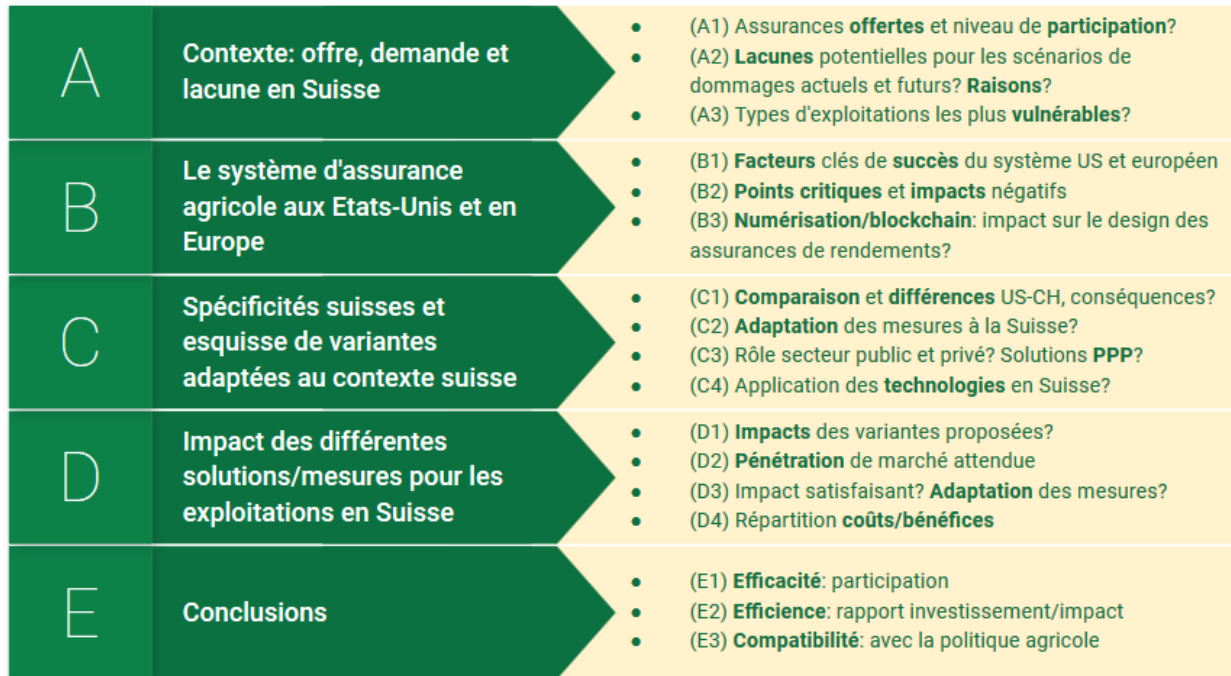 A
Contexte: offre, demande et
lacune en Suisse
• (A1) Assurances offertes et niveau de participation?
• (A2) Lacunes potentielles pour les scénarios de
dommages actuels et futurs? Raisons?
• (A3) Types d'exploitations les plus vulnérables?
B
Le système d'assurance
agricole aux Etats-Unis et en
Europe
• (B1) Facteurs clés de succès du système US et européen
• (B2) Points critiques et impacts négatifs
• (B3) Numérisation/blockchain: impact sur le design des
assurances de rendements?
C
Spécificités suisses et
esquisse de variantes
adaptées au contexte suisse
• (C1) Comparaison et différences US-CH, conséquences?
• (C2) Adaptation des mesures à la Suisse?
• (C3) Rôle secteur public et privé? Solutions PPP?
• (C4) Application des technologies en Suisse?
D
Impact des différentes
solutions/mesures pour les
exploitations en Suisse
• (D1) Impacts des variantes proposées?
• (D2) Pénétration de marché attendue
• (D3) Impact satisfaisant? Adaptation des mesures?
• (D4) Répartition coûts/bénéfices
E
Conclusions
• (E1) Efficacité: participation
• (E2) Efficience: rapport investissement/impact
• (E3) Compatibilité: avec la politique agricole